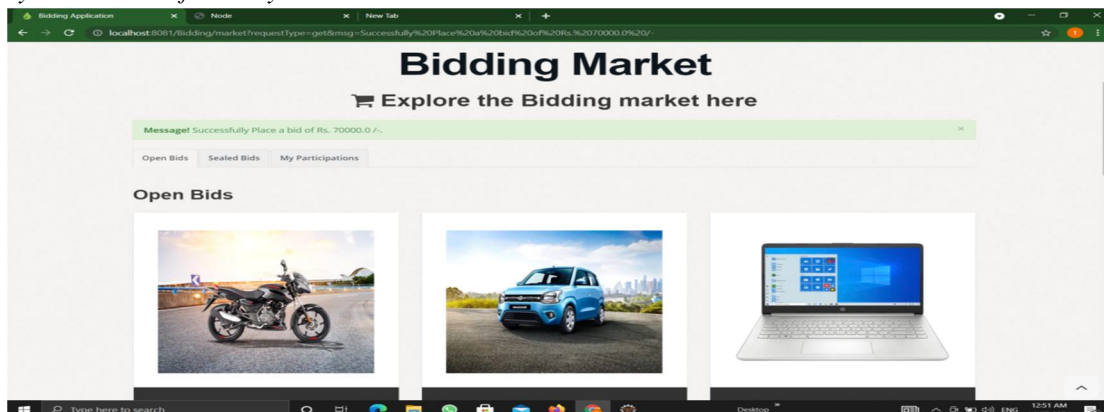 Bidding Application
Node
New Tab
localhost:8081/Bidding/market?requestType=get&msg=Successfully%20Place%20a%20bid%20of%20Rs.%2070000.0%20/-
Bidding Market
Explore the Bidding market here
Message! Successfully Place a bid of Rs. 70000.0 /-.
Open Bids Sealed Bids My Participations
Open Bids
Type here to search
Desktop
ENG
12:51 AM